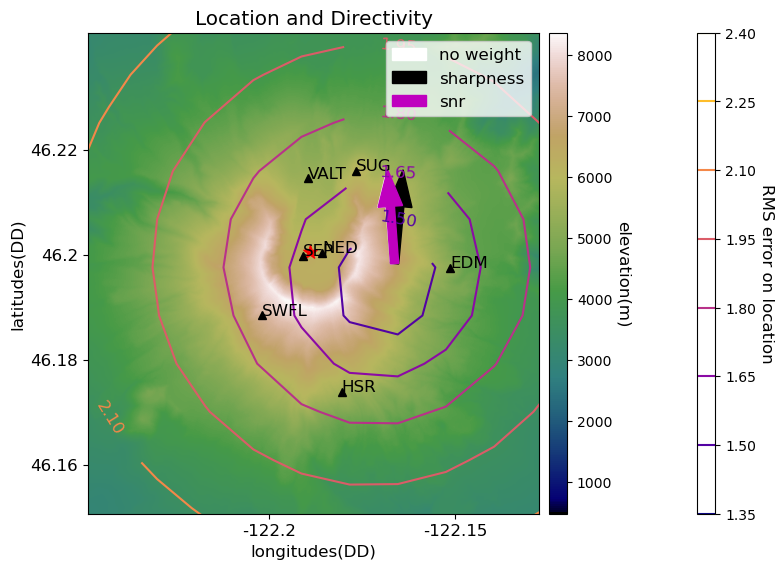 Location and Directivity
no weight
sharpness
snr
VALT
SUG
1.65
1.50
SEP
NED
EDM
SWFL
HSR
2.10
46.22
46.2
46.18
46.16
latitudes(DD)
-122.2
-122.15
longitudes(DD)
8000
7000
6000
5000
4000
3000
2000
1000
elevation(m)
2.40
2.25
2.10
1.95
1.80
1.65
1.50
1.35
RMS error on location